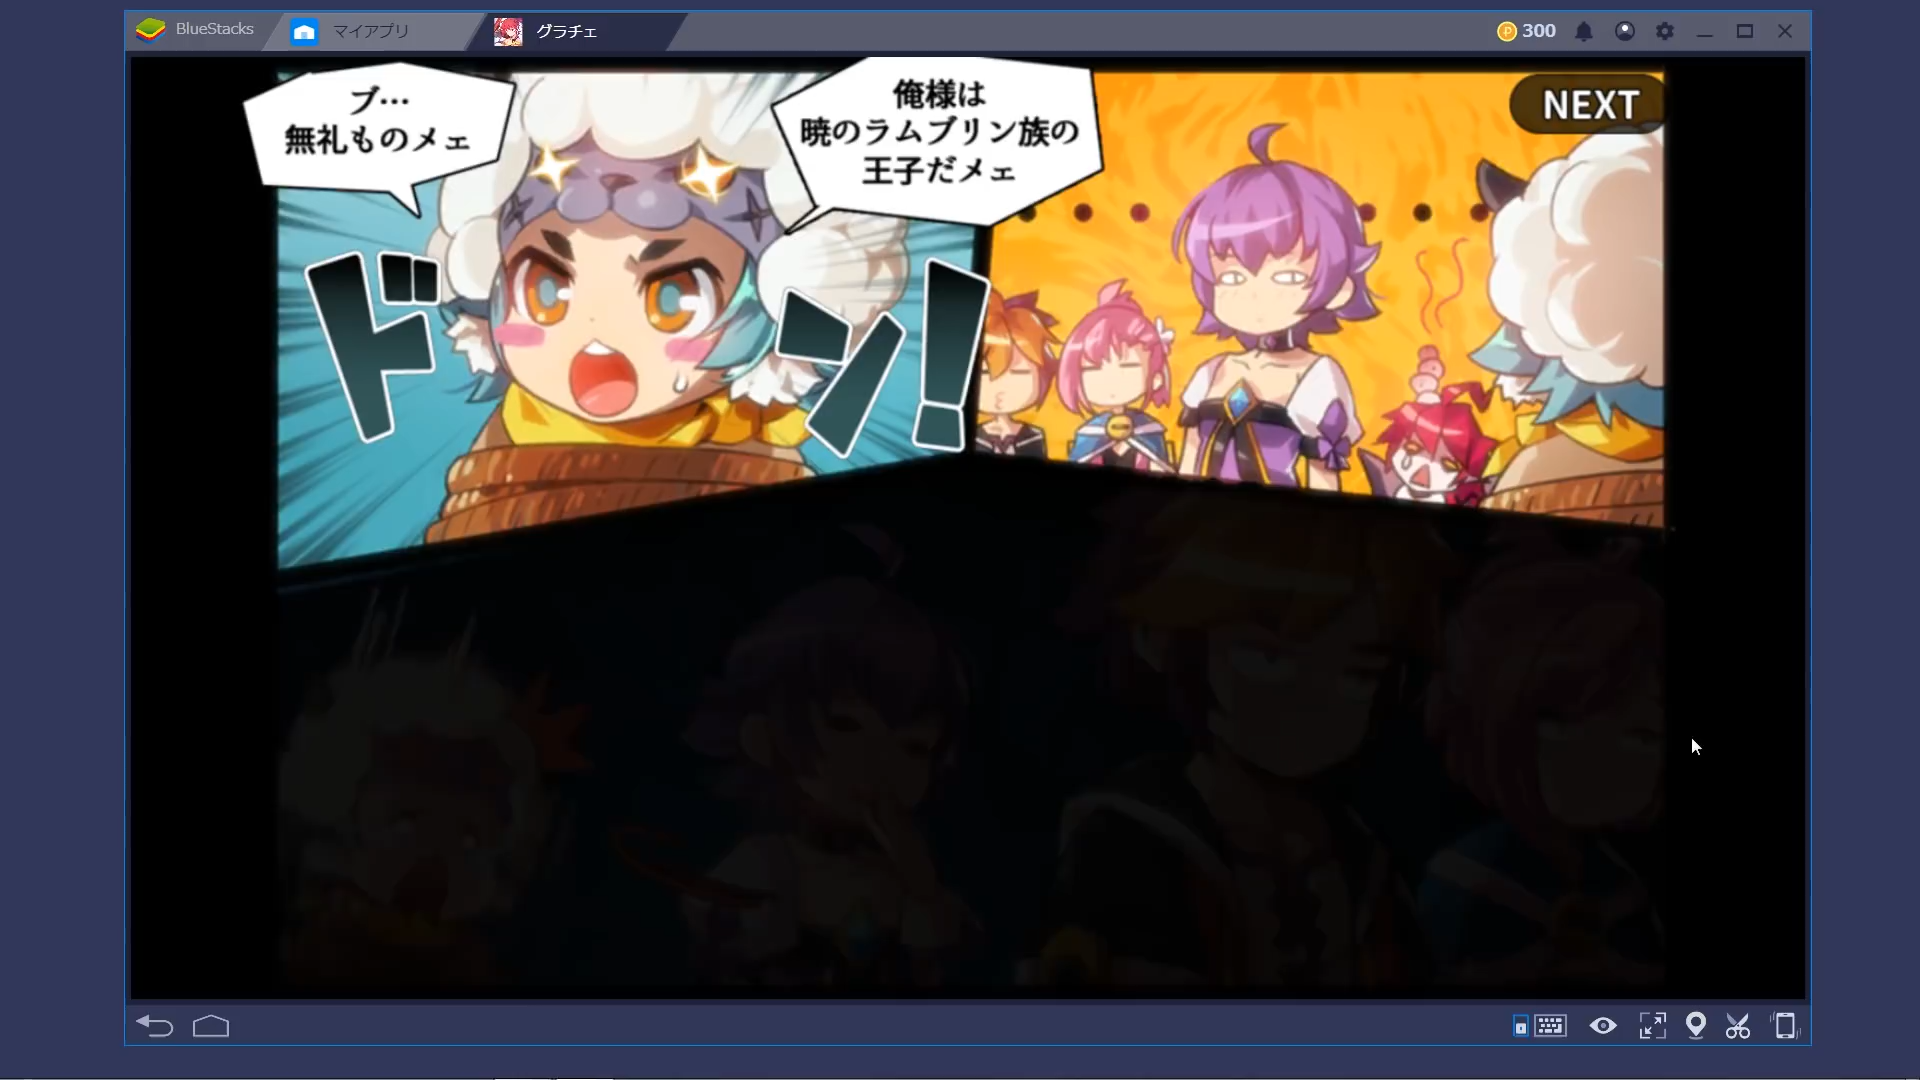 BlueStacks
マイアプリ
グラチェ
300
ブ…
無礼ものメェ
俺様は
暁のラムブリン族の
王子だメェ
NEXT
ドン!